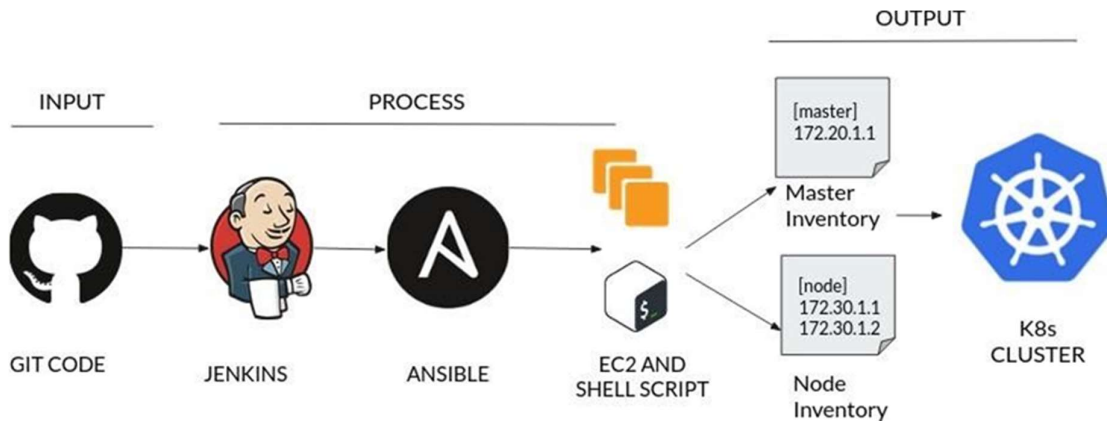 OUTPUT
INPUT
PROCESS
[master]
172.20.1.1
Master
Inventory
[node]
172.30.1.1
172.30.1.2
$_
GIT CODE
JENKINS
ANSIBLE
EC2 AND
SHELL SCRIPT
Node
Inventory
K8s
CLUSTER